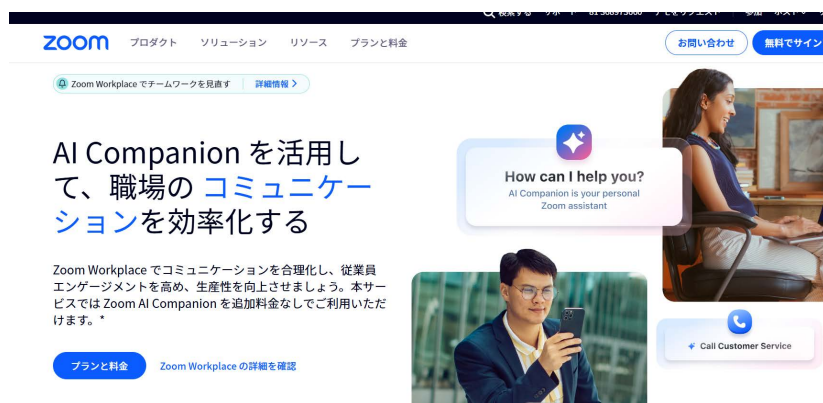 zoom
プロダクト ソリューション リソース プランと料金
お問い合わせ 無料でサイン
Zoom Workplace でチームワークを見直す 詳細情報
AI Companion を活用し
て、職場の コミュニケー
ションを効率化する
Zoom Workplace でコミュニケーションを合理化し、従業員
エンゲージメントを高め、生産性を向上させましょう。本サー
ビスでは Zoom AI Companion を追加料金なしでご利用いただ
けます。*
プランと料金 Zoom Workplace の詳細を確認
How can I help you?
AI Companion is your personal
Zoom assistant
Call Customer Service